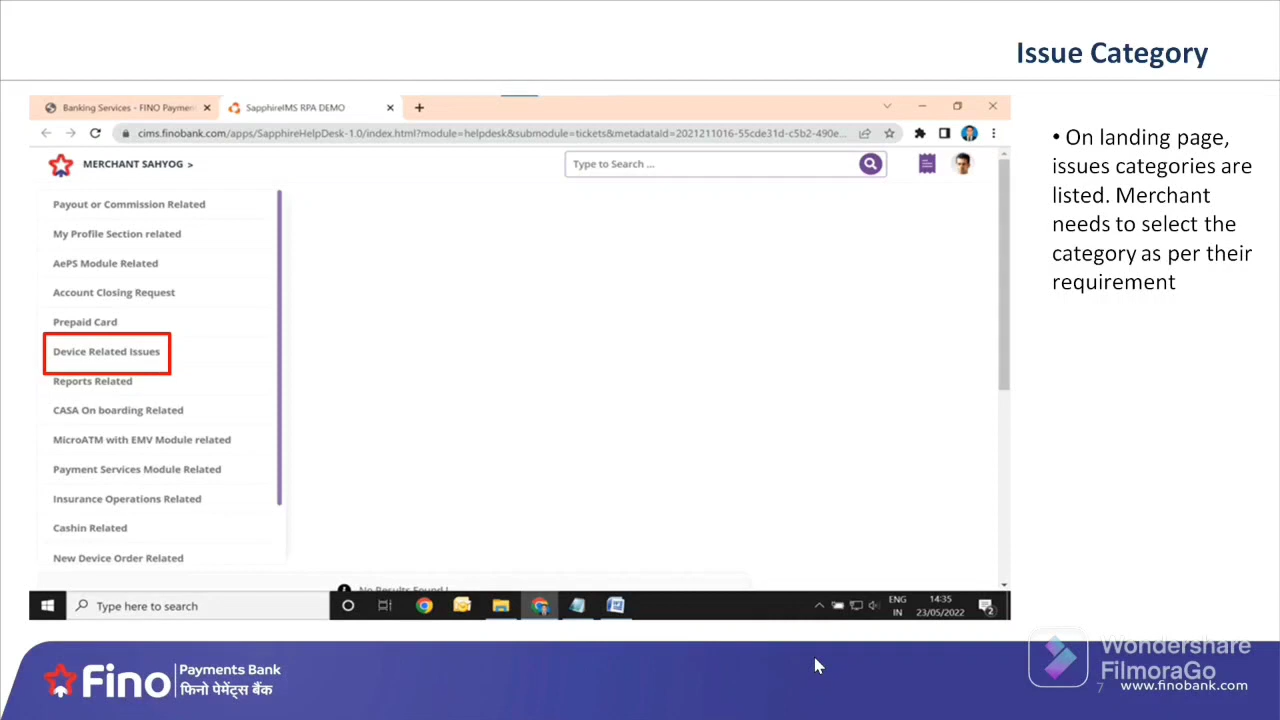 Issue Category
Banking Services - FINO Paymen
SapphireIMS RPA DEMO
cims.finobank.com/apps/SapphireHelpDesk-1.0/index.html?module=helpdesk&submodule=tickets&metadataId=2021211016-55cde31d-c5b2-490e...
MERCHANT SAHYOG >
Type to Search ...
Payout or Commission Related
My Profile Section related
AePS Module Related
Account Closing Request
Prepaid Card
Device Related Issues
Reports Related
CASA On boarding Related
MicroATM with EMV Module related
Payment Services Module Related
Insurance Operations Related
Cashin Related
New Device Order Related
No Results Found !
• On landing page,
issues categories are
listed. Merchant
needs to select the
category as per their
requirement
Type here to search
ENG
IN
14:35
23/05/2022
2
Fino
Payments Bank
फिनो पेमेंट्स बैंक
Wondershare
FilmoraGo
7
www.finobank.com